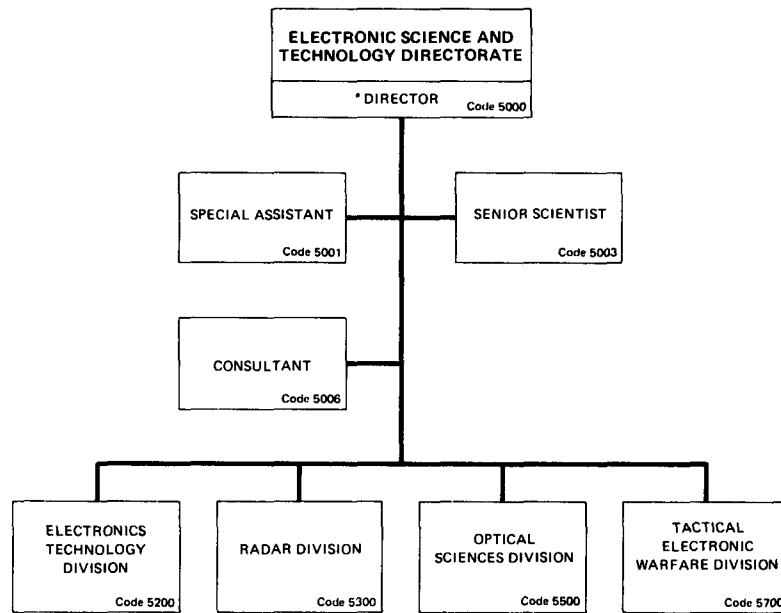 ELECTRONIC SCIENCE AND
TECHNOLOGY DIRECTORATE
*DIRECTOR
Code 5000
SPECIAL ASSISTANT
Code 5001
SENIOR SCIENTIST
Code 5003
CONSULTANT
Code 5006
ELECTRONICS
TECHNOLOGY
DIVISION
Code 5200
RADAR DIVISION
Code 5300
OPTICAL
SCIENCES DIVISION
Code 5500
TACTICAL
ELECTRONIC
WARFARE DIVISION
Code 5700